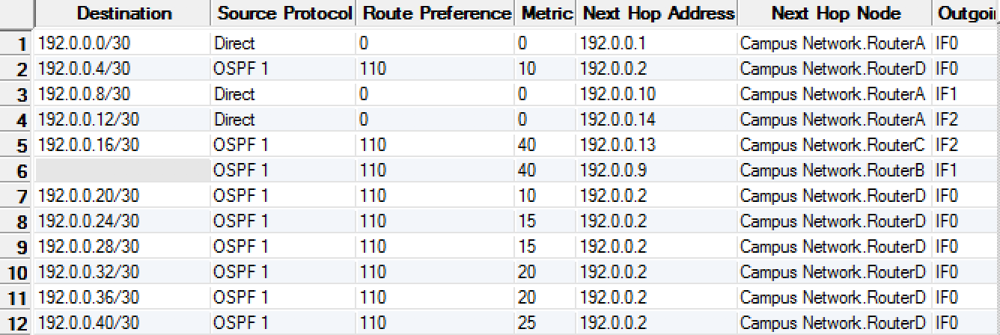 Destination Source Protocol Route Preference Metric Next Hop Address Next Hop Node
1 192.0.0.0/30 Direct 0 0 192.0.0.1 Campus Network.RouterA IF0
2 192.0.0.4/30 OSPF 1 110 10 192.0.0.2 Campus Network.RouterD IF0
3 192.0.0.8/30 Direct 0 0 192.0.0.10 Campus Network.RouterA IF1
4 192.0.0.12/30 Direct 0 0 192.0.0.14 Campus Network.RouterA IF2
5 192.0.0.16/30 OSPF 1 110 40 192.0.0.13 Campus Network.RouterC IF2
6 OSPF 1 110 40 192.0.0.9 Campus Network.RouterB IF1
7 192.0.0.20/30 OSPF 1 110 10 192.0.0.2 Campus Network.RouterD IF0
8 192.0.0.24/30 OSPF 1 110 15 192.0.0.2 Campus Network.RouterD IF0
9 192.0.0.28/30 OSPF 1 110 15 192.0.0.2 Campus Network.RouterD IF0
10 192.0.0.32/30 OSPF 1 110 20 192.0.0.2 Campus Network.RouterD IF0
11 192.0.0.36/30 OSPF 1 110 20 192.0.0.2 Campus Network.RouterD IF0
12 192.0.0.40/30 OSPF 1 110 25 192.0.0.2 Campus Network.RouterD IF0